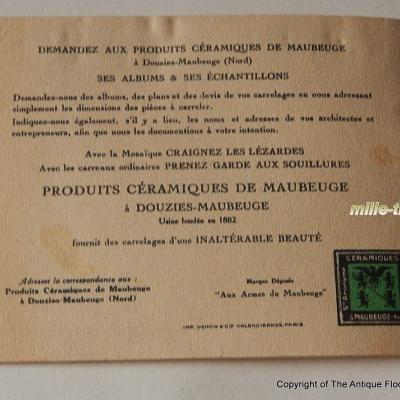 DEMANDEZ AUX PRODUITS CÉRAMIQUES DE MAUBEUGE
à Douzies-Maubeuge (Nord)
SES ALBUMS & SES ÉCHANTILLONS
Demandez-nous des albums, des plans et des devis de vos carrelages en nous adressant
simplement les dimensions des pièces à carreler.
Indiquez-nous également, s'il y a lieu, les noms et adresses de vos architectes et
entrepreneurs, afin que nous les documentions à votre intention.
Avec la Mosaïque CRAIGNEZ LES LÉZARDES
Avec les carreaux ordinaires PRENEZ GARDE AUX SOUILLURES
PRODUITS CÉRAMIQUES DE MAUBEUGE
à DOUZIES-MAUBEUGE
Usine fondée en 1882
mille-t
fournit des carrelages d'une INALTÉRABLE BEAUTÉ
Adresser la correspondance aux :
Produits Céramiques de Maubeuge
à Douzies-Maubeuge (Nord)
Marque Déposée
"Aux Armes de Maubeuge"
CÉRAMIQUES
Sté Anonyme
à MAUBEUGE
VALENCIENNES, PARIS.
Copyright of The Antique Floo